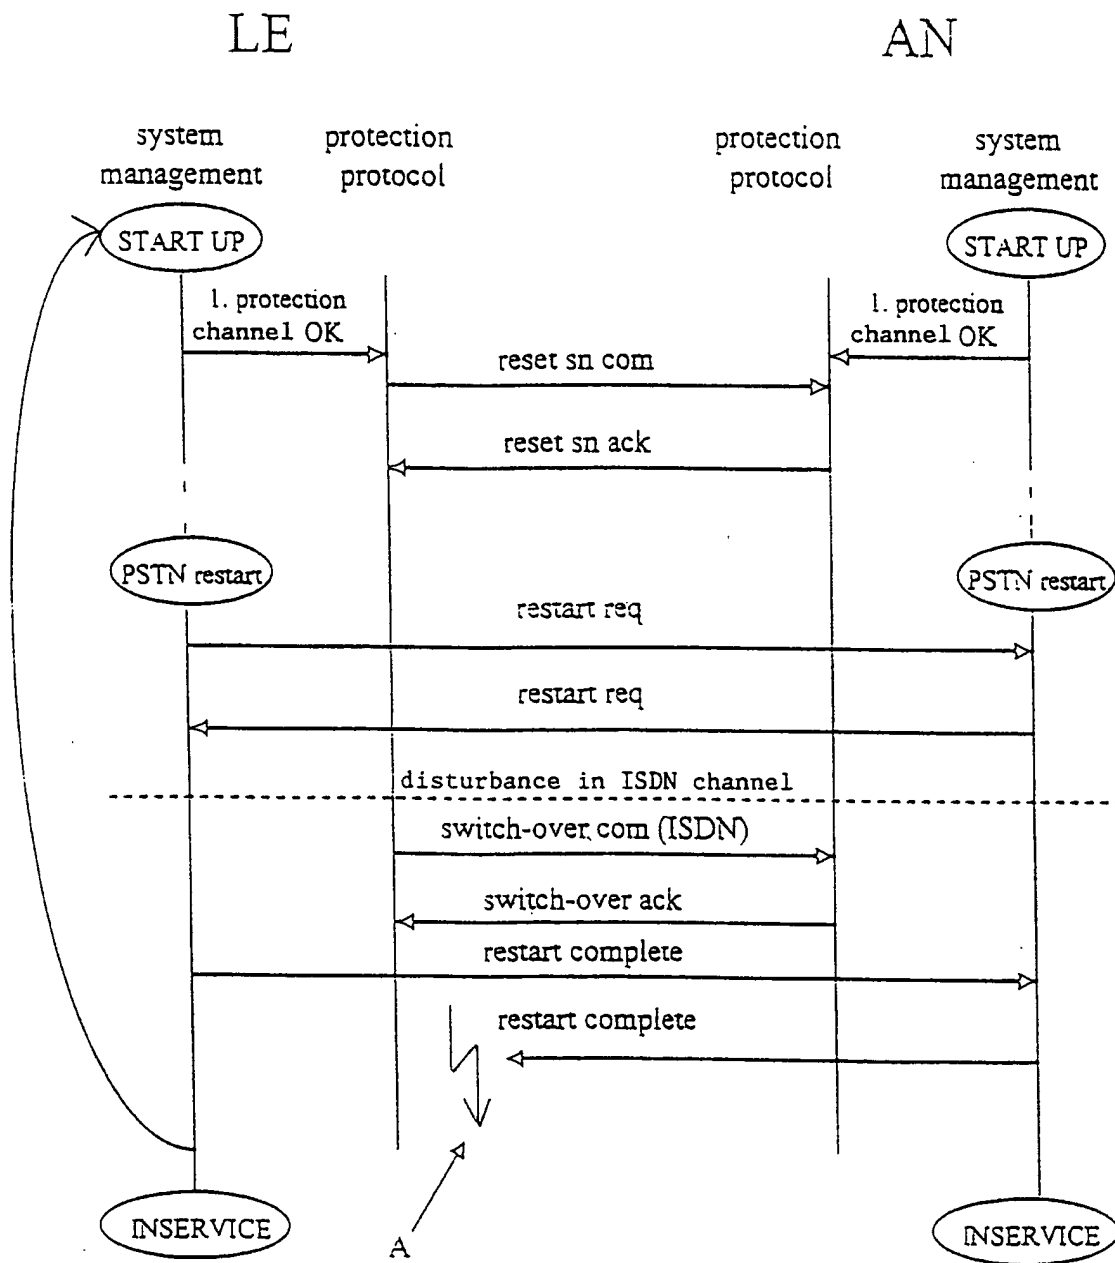 LE
AN
system
management
protection
protocol
protection
protocol
system
management
START UP
START UP
1. protection
channel OK
1. protection
channel OK
reset sn com
reset sn ack
PSTN restart
PSTN restart
restart req
restart req
disturbance in ISDN channel
switch-over com (ISDN)
switch-over ack
restart complete
restart complete
INSERVICE
INSERVICE
A